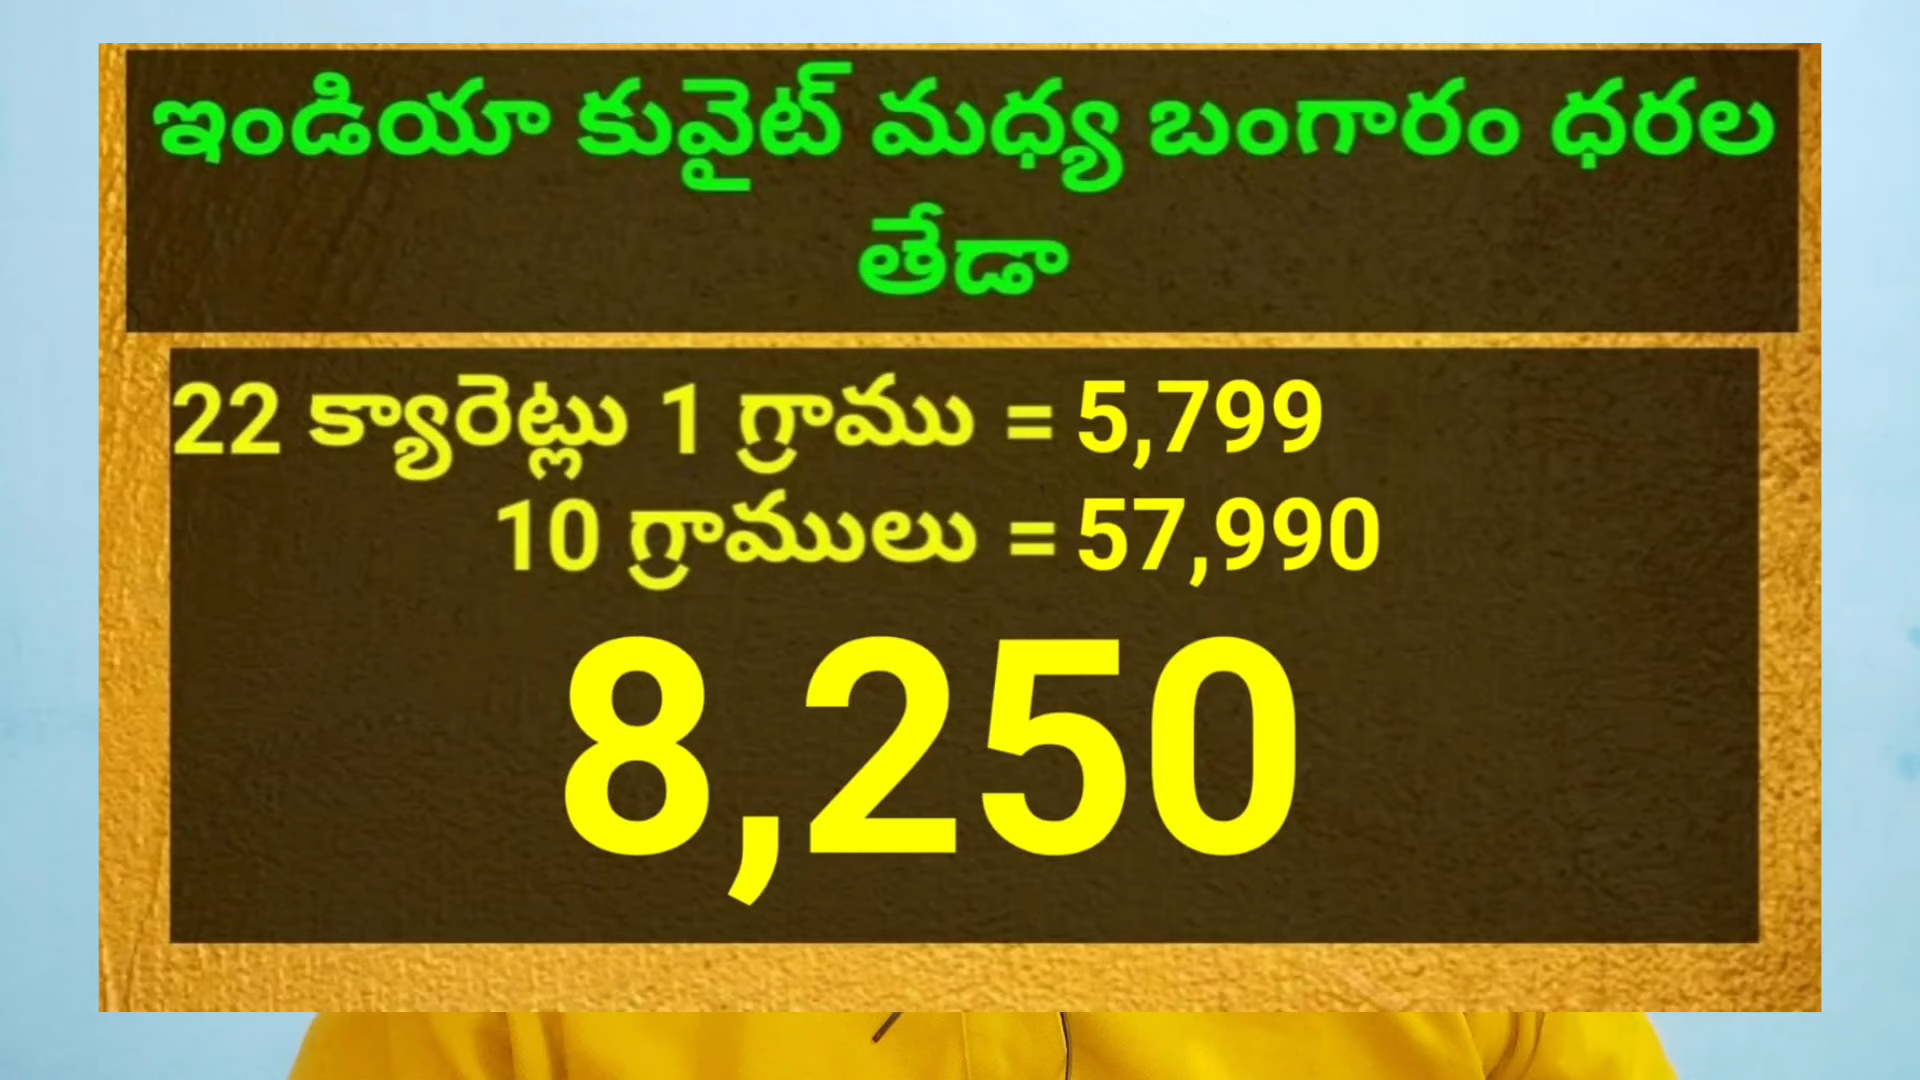 ఇండియా కువైట్ మధ్య బంగారం ధరల
తేడా
22 క్యారెట్లు 1 గ్రాము = 5,799
10 గ్రాములు = 57,990
8,250